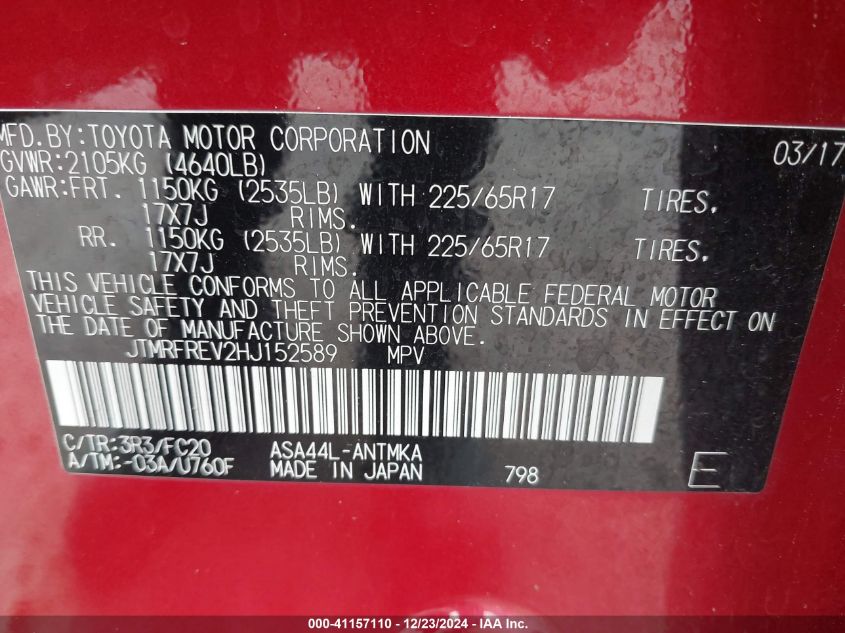 MFD.BY:TOYOTA MOTOR CORPORATION 03/17
GVWR:2105KG (4640LB)
GAWR:FRT. 1150KG (2535LB) WITH 225/65R17 TIRES.
17X7J RIMS.
RR. 1150KG (2535LB) WITH 225/65R17 TIRES.
17X7J RIMS.
THIS VEHICLE CONFORMS TO ALL APPLICABLE FEDERAL MOTOR
VEHICLE SAFETY AND THEFT PREVENTION STANDARDS IN EFFECT ON
THE DATE OF MANUFACTURE SHOWN ABOVE.
JTMRFREV2HJ152589 MPV
C/TR:3R3/FC20 ASA44L-ANTMKA
A/TM:-03A/U760F MADE IN JAPAN 798 E
000-41157110 - 12/23/2024 - IAA Inc.